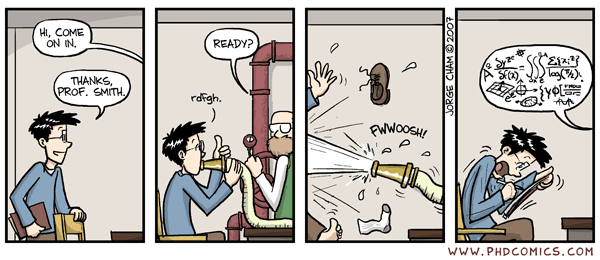 HI, COME
ON IN.
THANKS,
PROF. SMITH.
READY?
rdfgh.
FWWOOSH!
JORGE CHAM © 2007
WWW.PHDCOMICS.COM